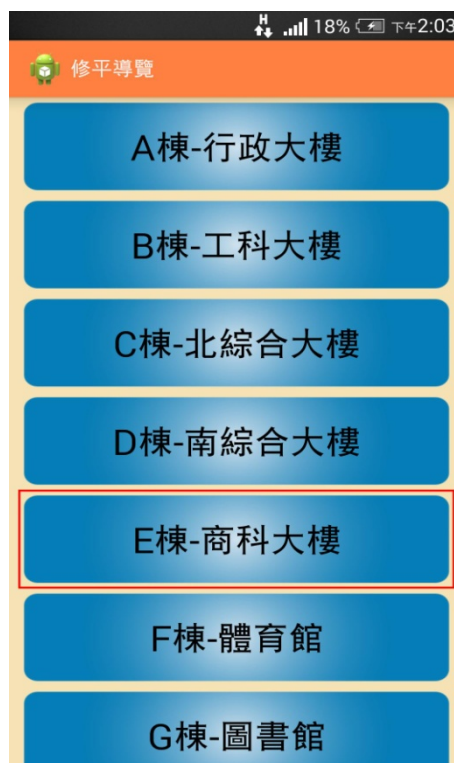 H 18% 下午2:03
修平導覽
A棟-行政大樓
B棟-工科大樓
C棟-北綜合大樓
D棟-南綜合大樓
E棟-商科大樓
F棟-體育館
G棟-圖書館